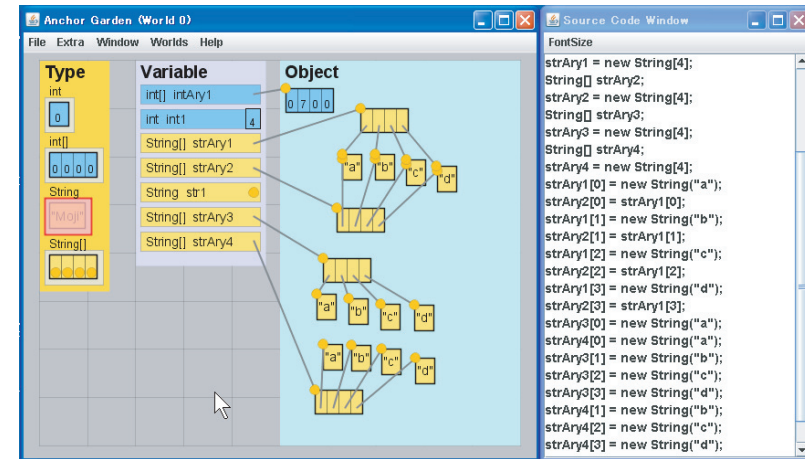 Anchor Garden (World 0)
File Extra Window Worlds Help
Type
int
0
int[]
0 0 0 0
String
"Moji"
String[]
Variable
int[] intAry1
int int1
4
String[] strAry1
String[] strAry2
String str1
String[] strAry3
String[] strAry4
Object
0 7 0 0
"a" "b" "c" "d"
"a" "b" "c" "d"
"a" "b" "c" "d"
Source Code Window
FontSize
strAry1 = new String[4];
String[] strAry2;
strAry2 = new String[4];
String[] strAry3;
strAry3 = new String[4];
String[] strAry4;
strAry4 = new String[4];
strAry1[0] = new String("a");
strAry2[0] = strAry1[0];
strAry1[1] = new String("b");
strAry2[1] = strAry1[1];
strAry1[2] = new String("c");
strAry2[2] = strAry1[2];
strAry1[3] = new String("d");
strAry2[3] = strAry1[3];
strAry3[0] = new String("a");
strAry4[0] = new String("a");
strAry3[1] = new String("b");
strAry3[2] = new String("c");
strAry3[3] = new String("d");
strAry4[1] = new String("b");
strAry4[2] = new String("c");
strAry4[3] = new String("d");